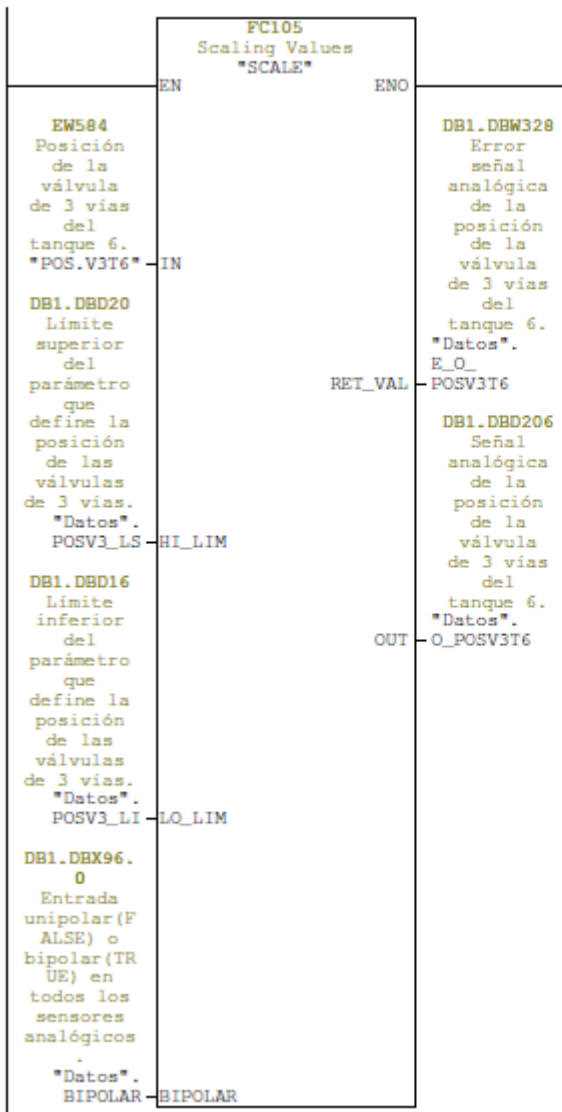 FC105
Scaling Values
"SCALE"
EN
ENO
EW584
Posición
de la
válvula
de 3 vías
del
tanque 6.
"POS.V3T6"
IN
DB1.DBD20
Límite
superior
del
parámetro
que
define la
posición
de las
válvulas
de 3 vías.
"Datos".
POSV3_LS
HI_LIM
DB1.DBD16
Límite
inferior
del
parámetro
que
define la
posición
de las
válvulas
de 3 vías.
"Datos".
POSV3_LI
LO_LIM
DB1.DBX96.
0
Entrada
unipolar(F
ALSE) o
bipolar(TR
UE) en
todos los
sensores
analógicos
.
"Datos".
BIPOLAR
BIPOLAR
DB1.DBW328
Error
señal
analógica
de la
posición
de la
válvula
de 3 vías
del
tanque 6.
"Datos".
E_O_
RET_VAL
POSV3T6
DB1.DBD206
Señal
analógica
de la
posición
de la
válvula
de 3 vías
del
tanque 6.
"Datos".
OUT
O_POSV3T6